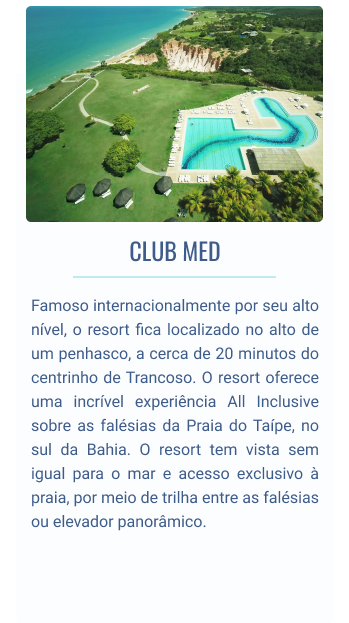 CLUB MED
Famoso internacionalmente por seu alto
nível, o resort fica localizado no alto de
um penhasco, a cerca de 20 minutos do
centrinho de Trancoso. O resort oferece
uma incrível experiência All Inclusive
sobre as falésias da Praia do Taípe, no
sul da Bahia. O resort tem vista sem
igual para o mar e acesso exclusivo à
praia, por meio de trilha entre as falésias
ou elevador panorâmico.